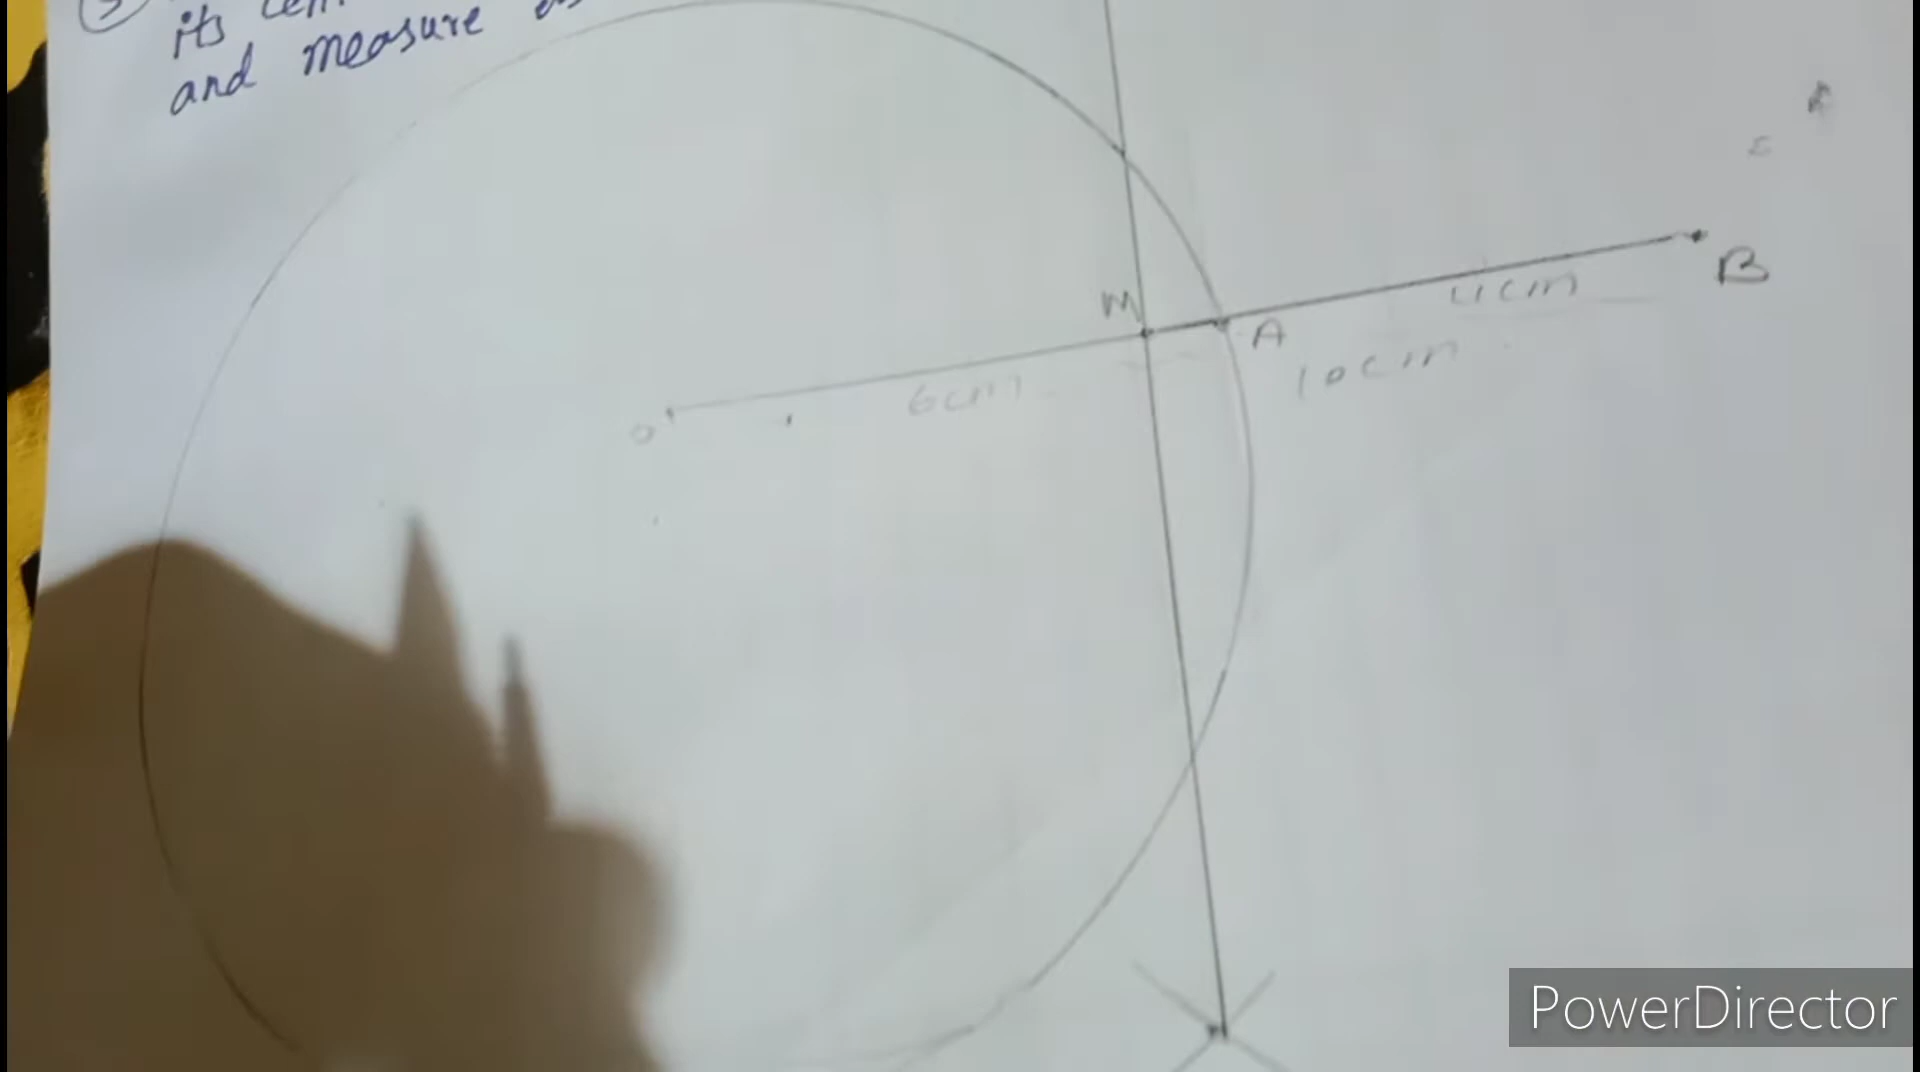 its
and measure
M
A
B
4cm
10cm
6cm
O
PowerDirector